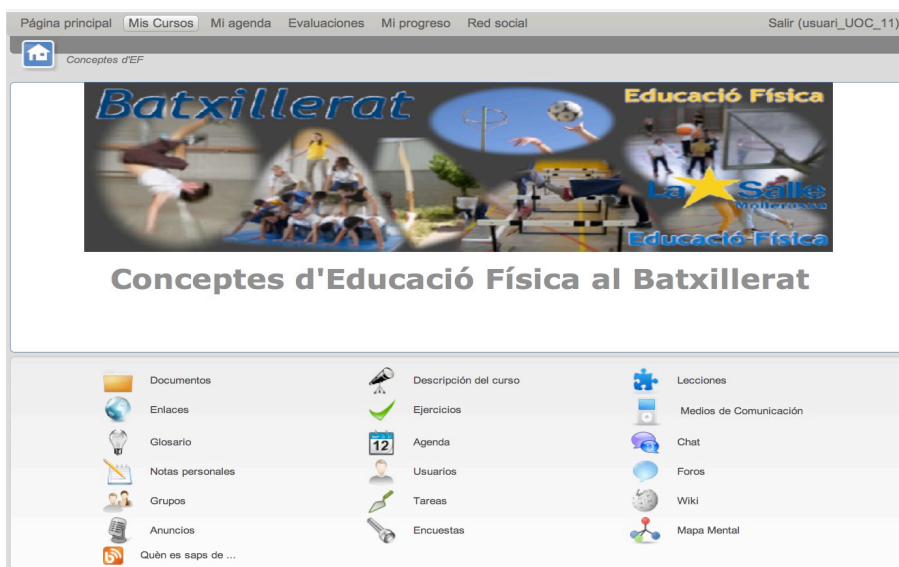 Página principal Mis Cursos Mi agenda Evaluaciones Mi progreso Red social Salir (usuari_UOC_11)
Conceptes d'EF
Batxillerat
Educació Física
La Salle
Mollerussa
Educació Física
Conceptes d'Educació Física al Batxillerat
Documentos Descripción del curso Lecciones
Enlaces Ejercicios Medios de Comunicación
Glosario 12 Agenda Chat
Notas personales Usuarios Foros
Grupos Tareas Wiki
Anuncios Encuestas Mapa Mental
Quèn es saps de ...